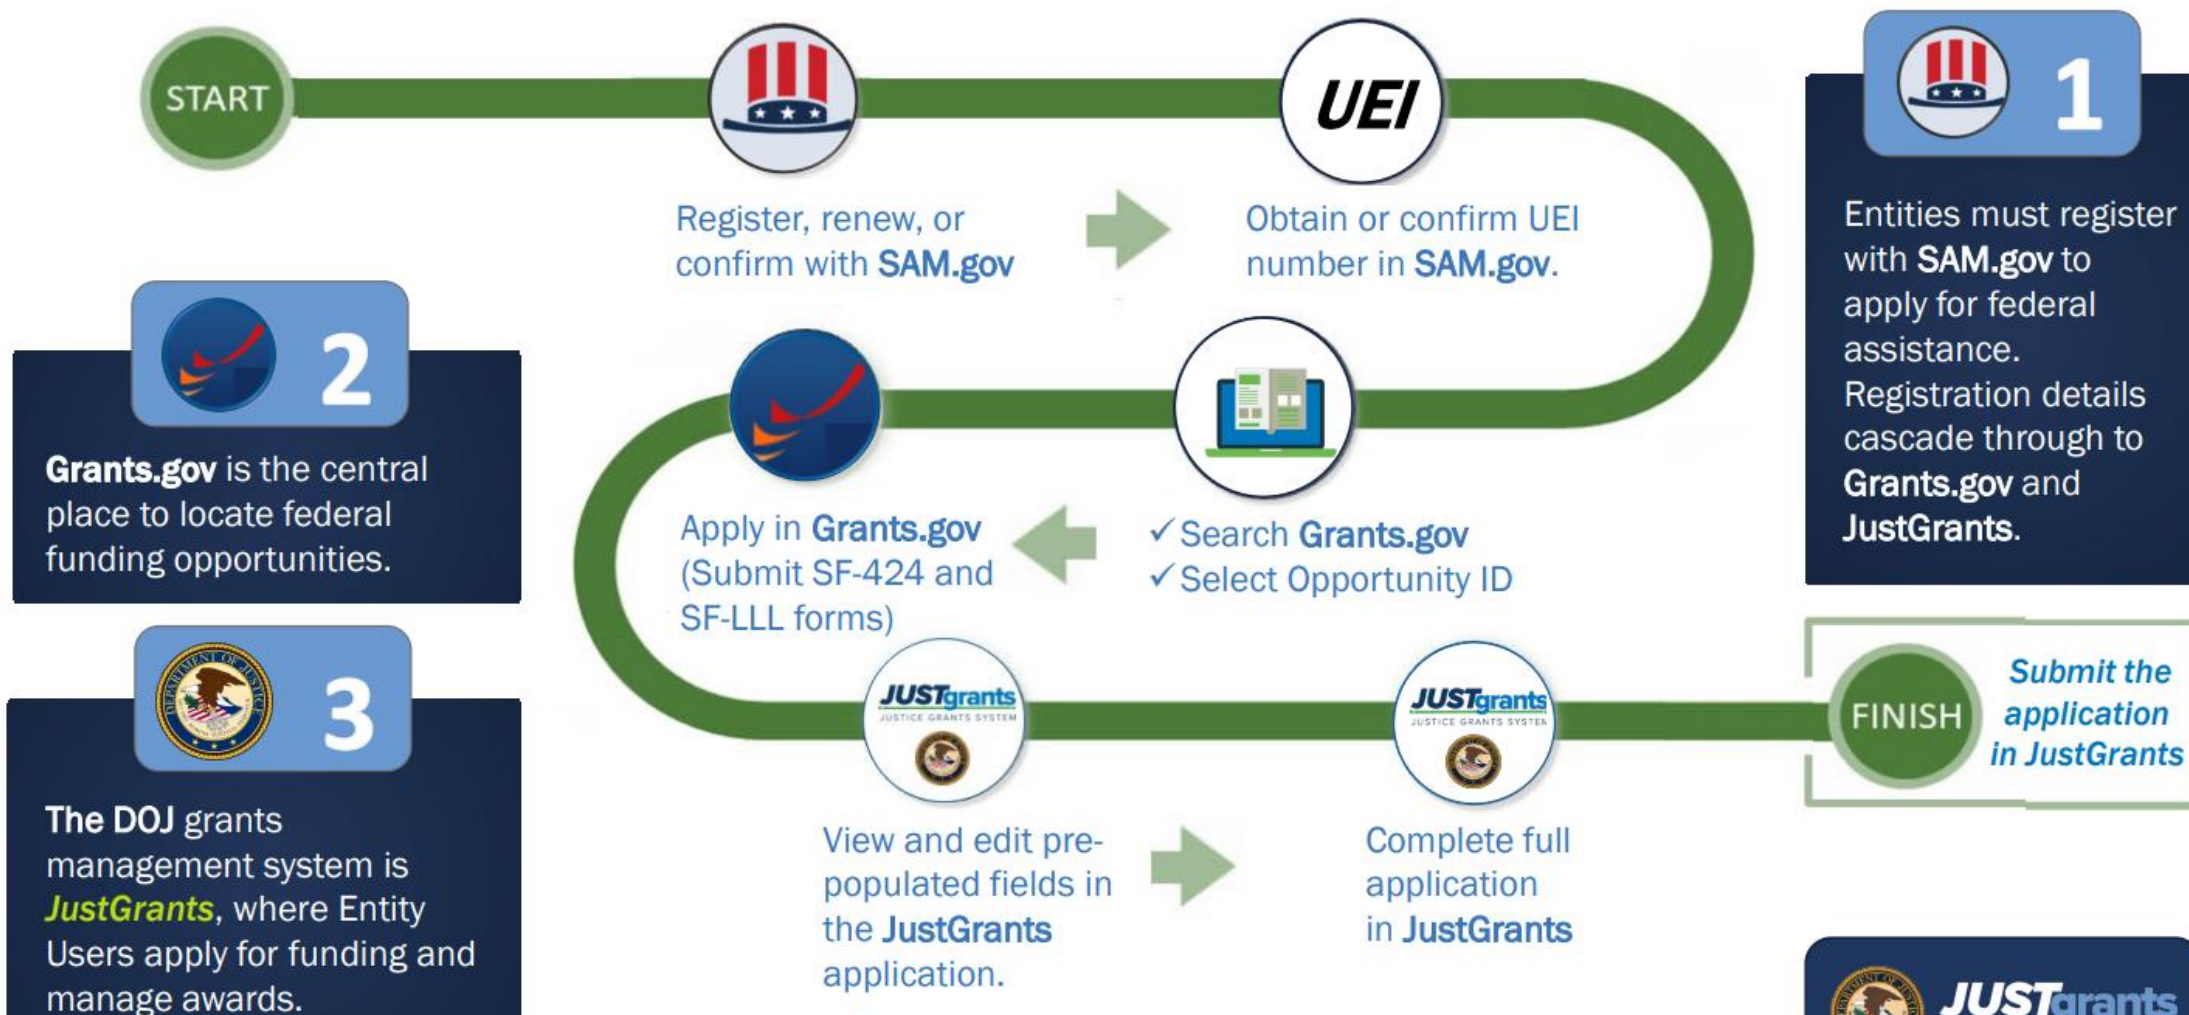 START
UEI
Register, renew, or
confirm with SAM.gov
Obtain or confirm UEI
number in SAM.gov.
1
Entities must register
with SAM.gov to
apply for federal
assistance.
Registration details
cascade through to
Grants.gov and
JustGrants.
2
Grants.gov is the central
place to locate federal
funding opportunities.
✓ Search Grants.gov
✓ Select Opportunity ID
Apply in Grants.gov
(Submit SF-424 and
SF-LLL forms)
3
DEPARTMENT OF JUSTICE
The DOJ grants
management system is
JustGrants, where Entity
Users apply for funding and
manage awards.
JUSTgrants
JUSTICE GRANTS SYSTEM
View and edit pre-
populated fields in
the JustGrants
application.
JUSTgrants
JUSTICE GRANTS SYSTEM
Complete full
application
in JustGrants
FINISH
Submit the
application
in JustGrants
JUSTgrants